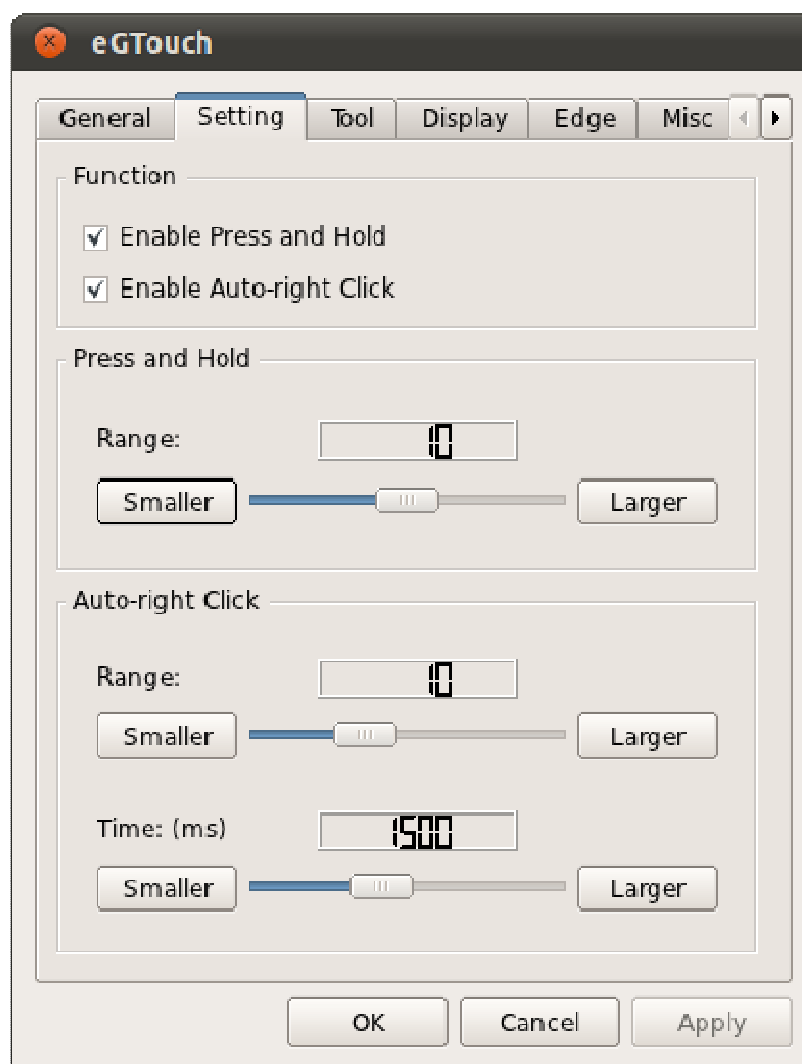 eGTouch
General Setting Tool Display Edge Misc
Function
Enable Press and Hold
Enable Auto-right Click
Press and Hold
Range: 10
Smaller Larger
Auto-right Click
Range: 10
Smaller Larger
Time: (ms) 1500
Smaller Larger
OK Cancel Apply